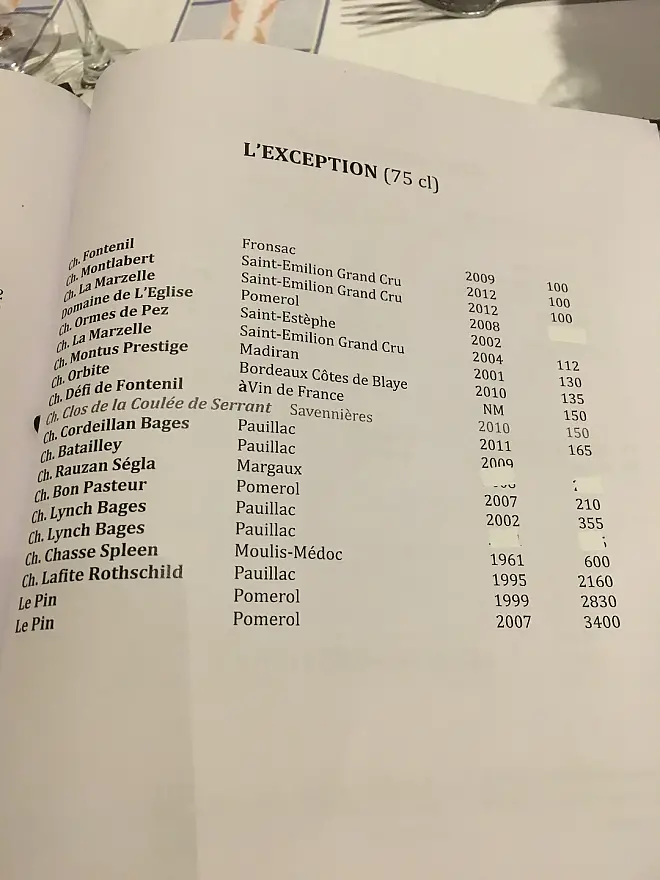 L'EXCEPTION (75 cl)
Ch. Fontenil Fronsac 2009 100
Ch. Montlabert Saint-Emilion Grand Cru 2012 100
Ch. La Marzelle Saint-Emilion Grand Cru 2012 100
Domaine de L'Eglise Pomerol 2008
Ch. Ormes de Pez Saint-Estèphe 2002
Ch. La Marzelle Saint-Emilion Grand Cru 2004 112
Ch. Montus Prestige Madiran 2001 130
Ch. Orbite Bordeaux Côtes de Blaye 2010 135
Ch. Défi de Fontenil àVin de France NM 150
Ch. Clos de la Coulée de Serrant Savennières 2010 150
Ch. Cordeillan Bages Pauillac 2011 165
Ch. Batailley Pauillac 2009
Ch. Rauzan Ségla Margaux
Ch. Bon Pasteur Pomerol 2007 210
Ch. Lynch Bages Pauillac 2002 355
Ch. Lynch Bages Pauillac
Ch. Chasse Spleen Moulis-Médoc 1961 600
Ch. Lafite Rothschild Pauillac 1995 2160
Le Pin Pomerol 1999 2830
Le Pin Pomerol 2007 3400